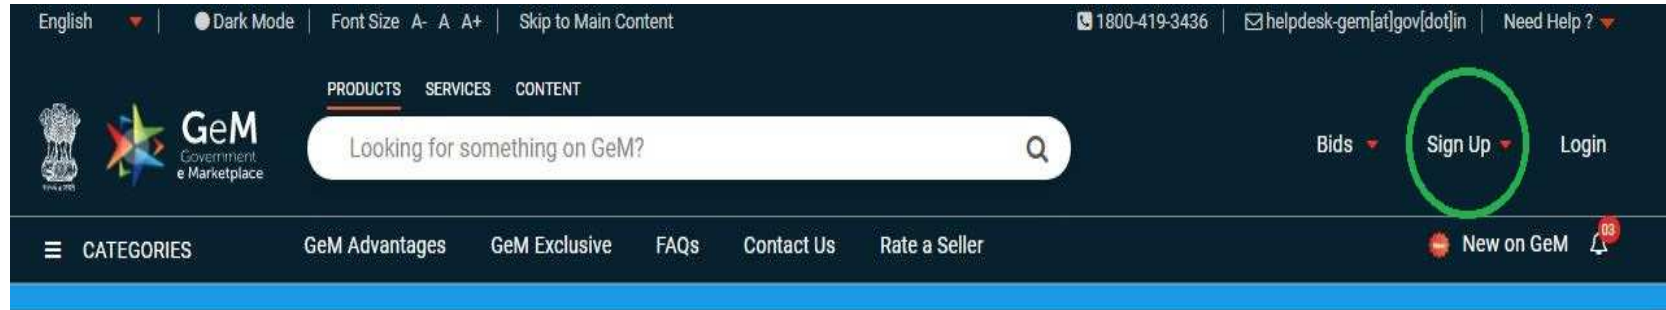 English
Dark Mode
Font Size A- A A+
Skip to Main Content
1800-419-3436
helpdesk-gem[at]gov[dot]in
Need Help ?
PRODUCTS SERVICES CONTENT
GeM
Government
e Marketplace
Looking for something on GeM?
Bids
Sign Up
Login
CATEGORIES
GeM Advantages
GeM Exclusive
FAQs
Contact Us
Rate a Seller
New on GeM
03